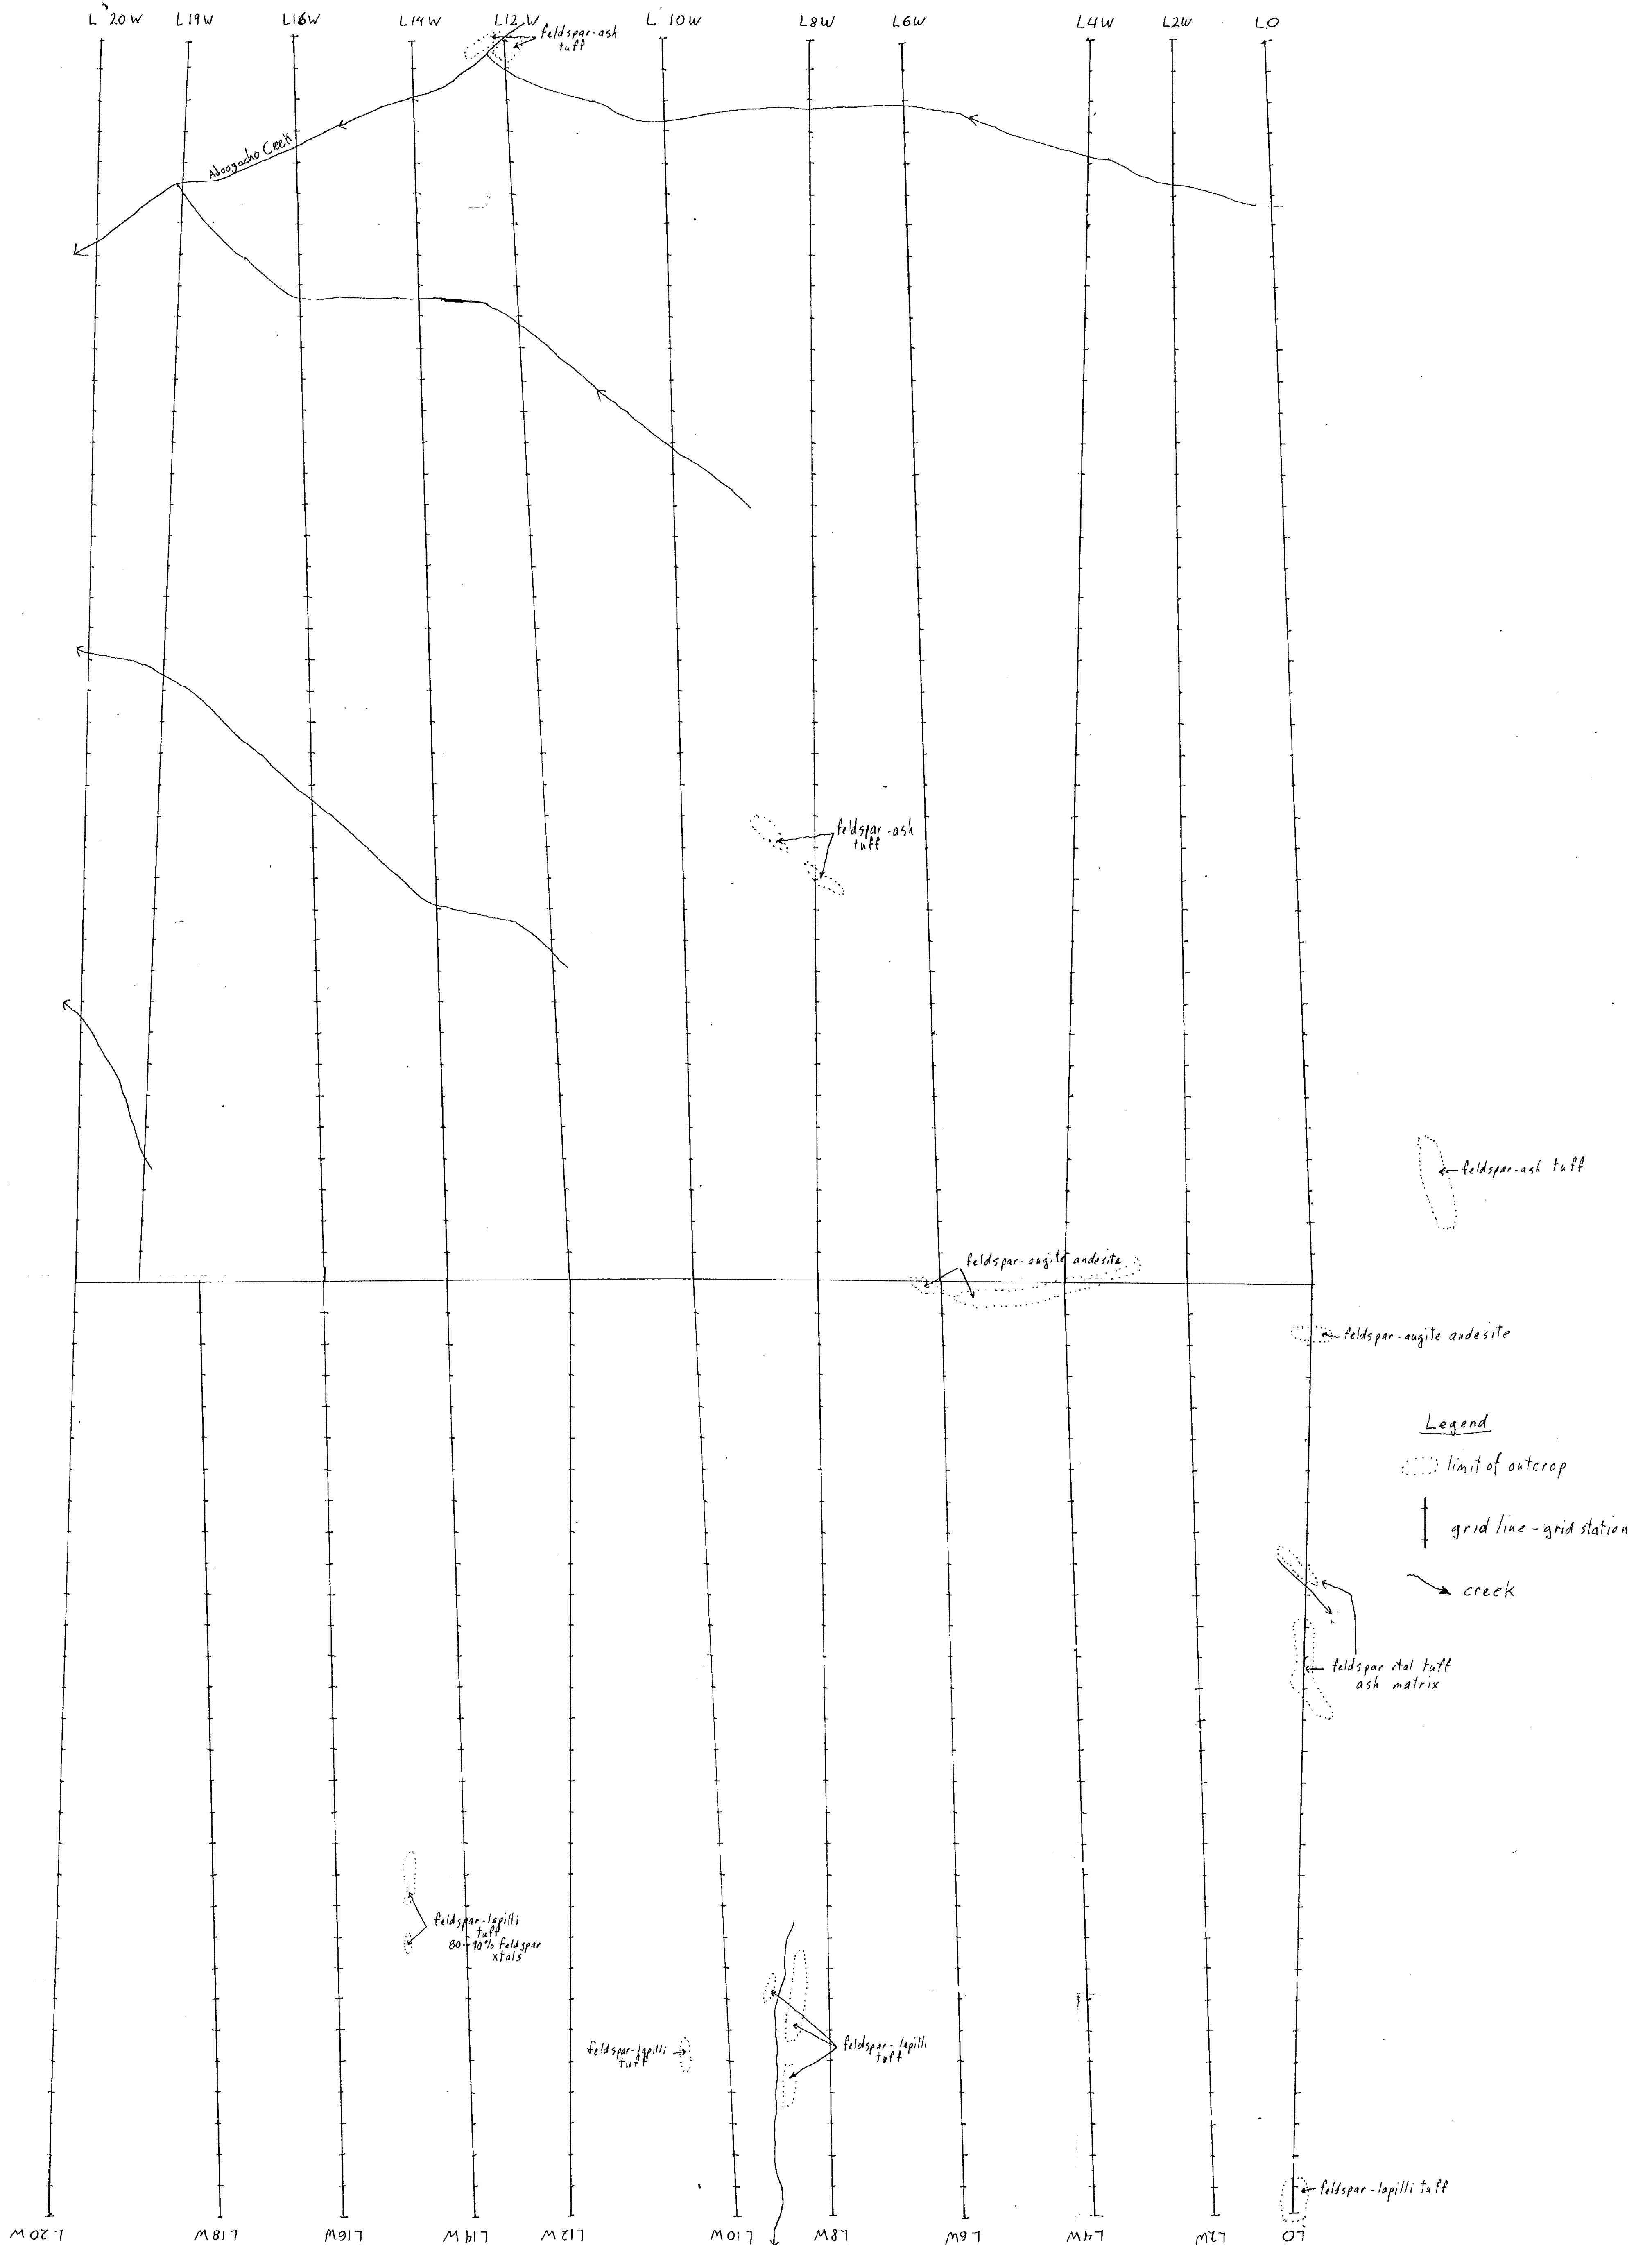 L 20W L19W L16W L14W L12W L 10W L8W L6W L4W L2W L0
feldspar-ash
tuff
Adoogacho Creek
feldspar-ash
tuff
feldspar-ash tuff
feldspar-augite andesite
feldspar-augite andesite
Legend
limit of outcrop
grid line-grid station
creek
feldspar xtal tuff
ash matrix
feldspar-lapilli
tuff
80-90% feldspar
xtals
feldspar-lapilli
tuff
feldspar-lapilli
tuff
feldspar-lapilli tuff
L20W L18W L16W L14W L12W L10W L8W L6W L4W L2W L0